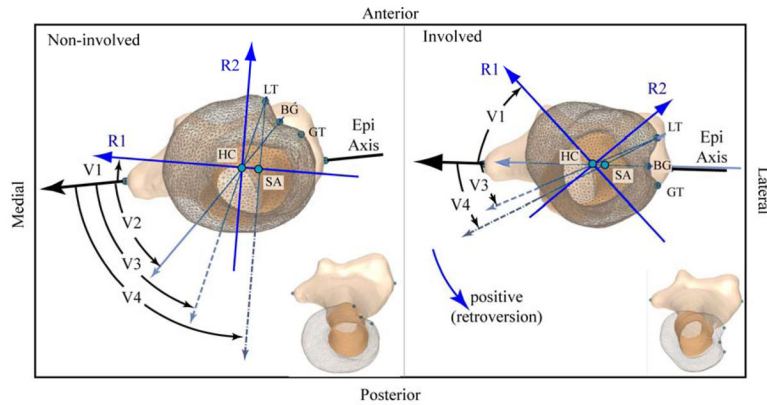 Anterior
Non-involved
R2
LT
BG
GT
R1
HC
SA
Epi
Axis
V1
V2
V3
V4
Medial
Involved
R1
R2
V1
LT
Epi
Axis
HC
BG
SA
V3
V4
GT
positive
(retroversion)
Lateral
Posterior